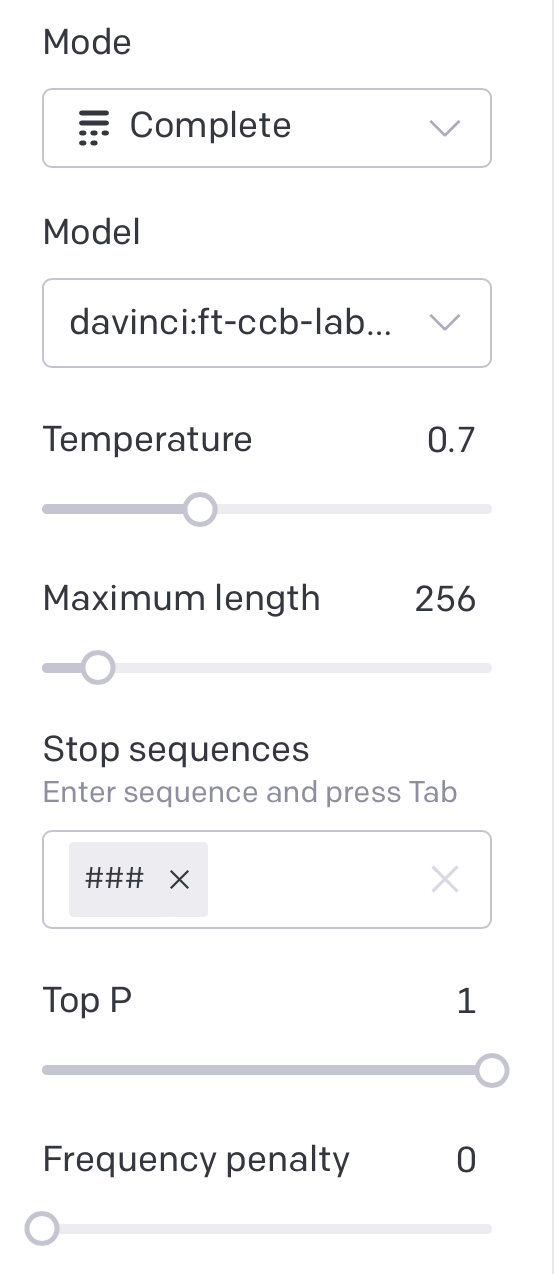 Mode
Complete
Model
davinci:ft-ccb-lab...
Temperature 0.7
Maximum length 256
Stop sequences
Enter sequence and press Tab
### ×
Top P 1
Frequency penalty 0